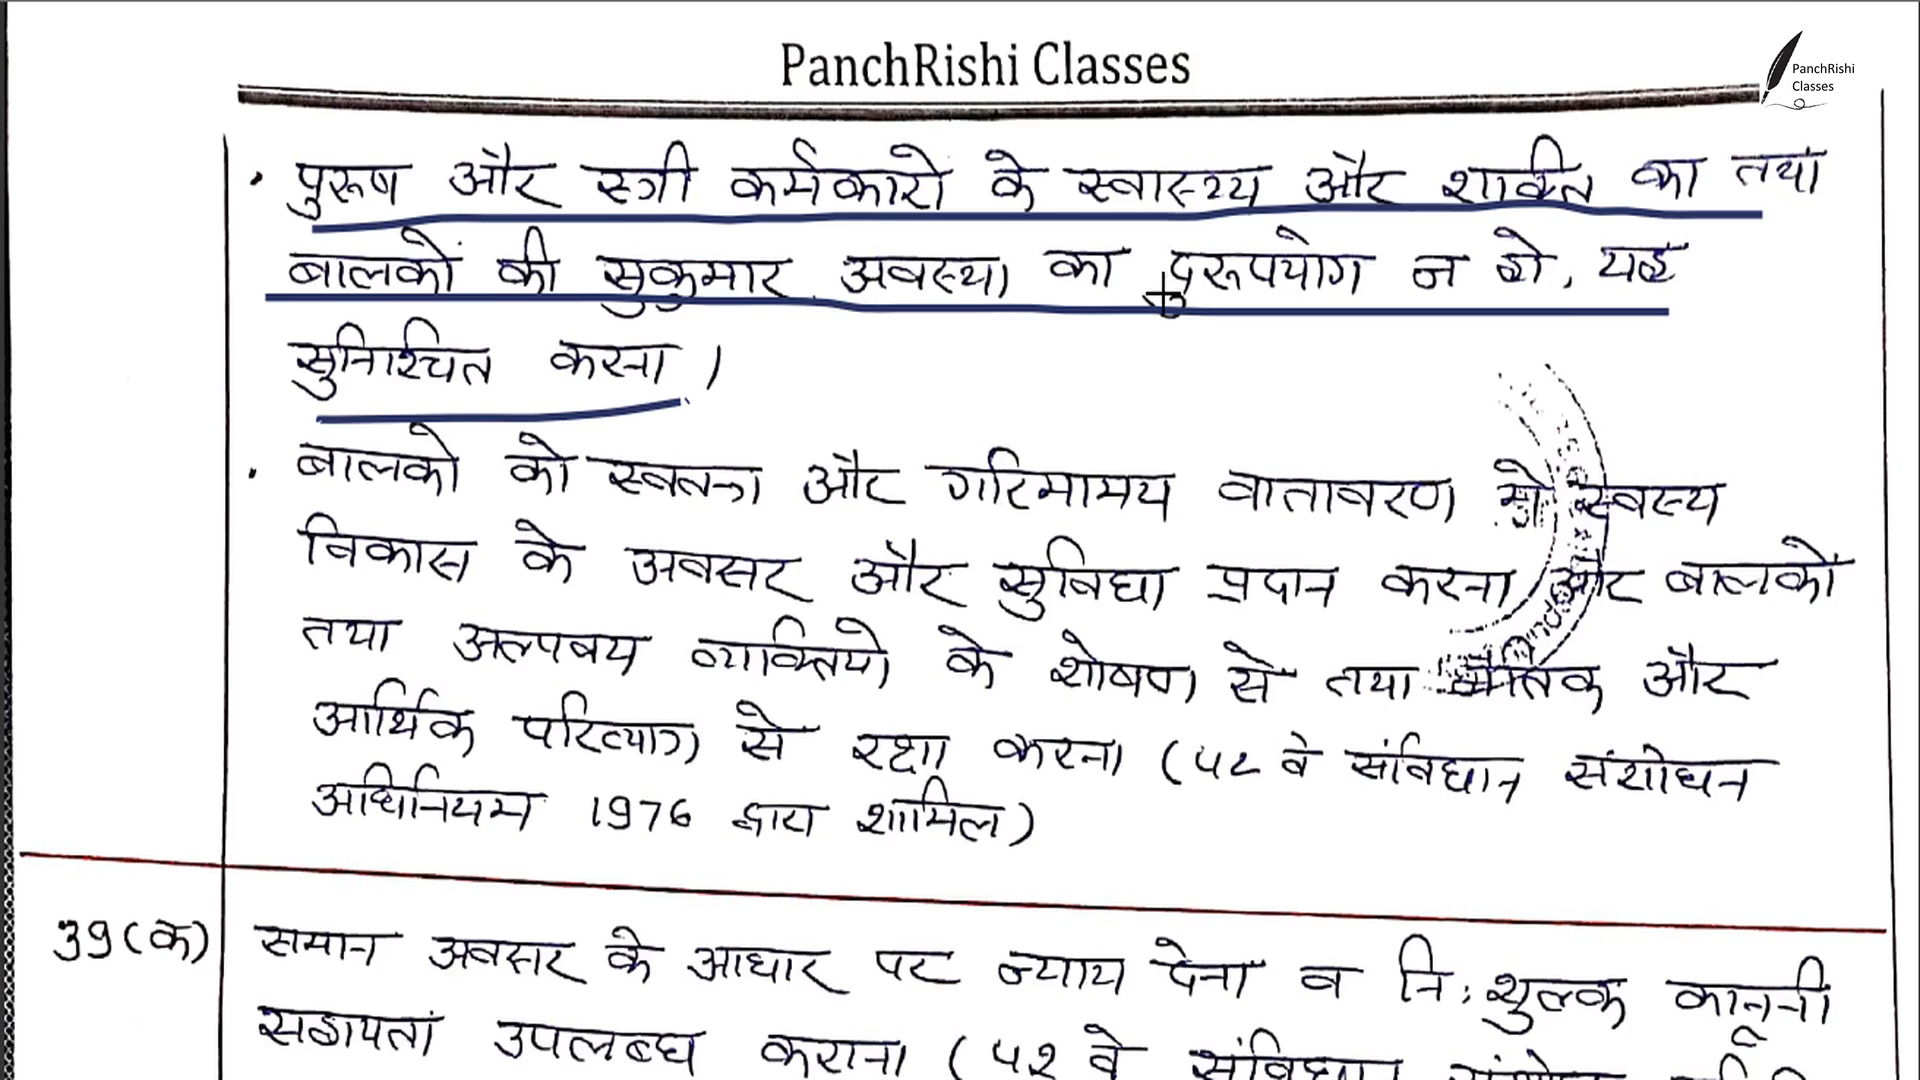 PanchRishi Classes
PanchRishi
Classes
• पुरूष और स्त्री कर्मकारो के स्वास्थ्य और शक्ति का तथा
बालकों की सुकुमार अवस्था का दुरूपयोग न हो, यह
सुनिश्चित करना ।
• बालको को स्वतन्त्र और गरिमामय वातावरण मे स्वस्थ
विकास के अवसर और सुविधा प्रदान करना और बालकों
तथा अल्पवय व्यक्तियो के शोषण से तथा नैतिक और
आर्थिक परित्याग से रक्षा करना (42 वे संविधान संशोधन
अधिनियम 1976 द्वारा शामिल)
39(क) समान अवसर के आधार पर न्याय देना व नि:शुल्क कानूनी
सहायता उपलब्ध कराना (42 वे संविधान